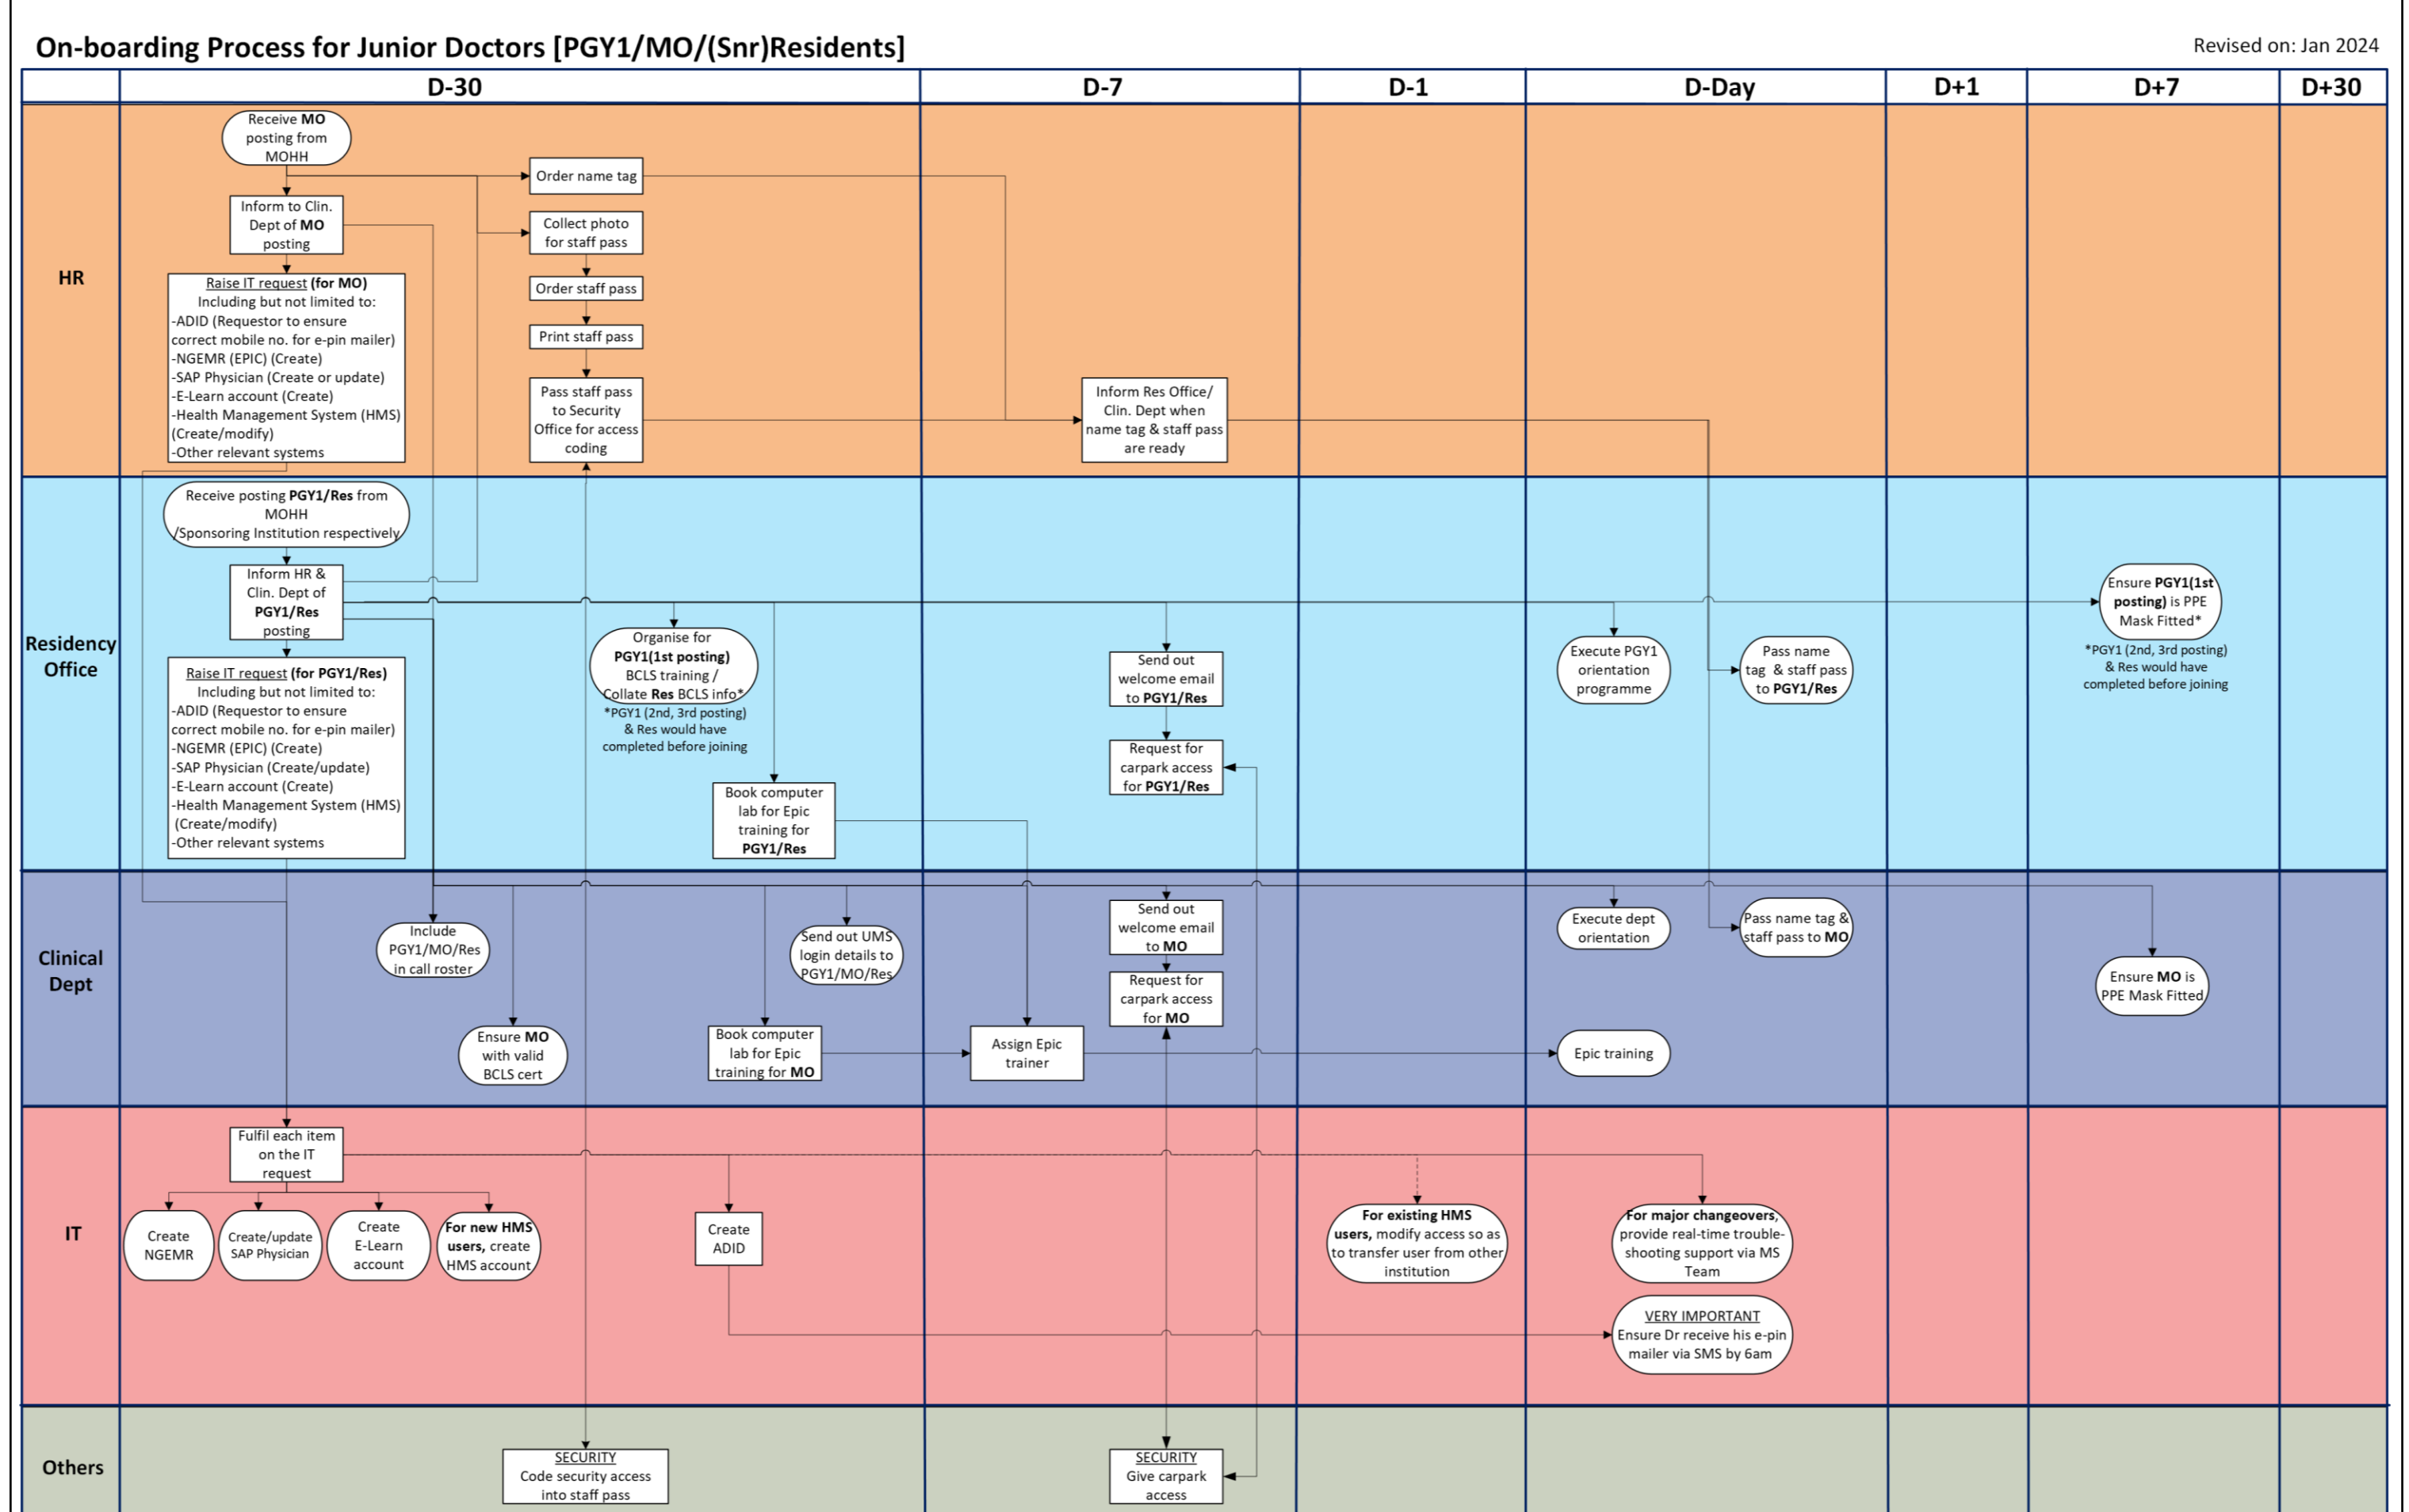 On-boarding Process for Junior Doctors [PGY1/MO/(Snr)Residents]
Revised on: Jan 2024
D-30
D-7
D-1
D-Day
D+1
D+7
D+30
HR
Receive MO
posting from
MOHH
Inform to Clin.
Dept of MO
posting
Raise IT request (for MO)
Including but not limited to:
-ADID (Requestor to ensure
correct mobile no. for e-pin mailer)
-NGEMR (EPIC) (Create)
-SAP Physician (Create or update)
-E-Learn account (Create)
-Health Management System (HMS)
(Create/modify)
-Other relevant systems
Order name tag
Collect photo
for staff pass
Order staff pass
Print staff pass
Pass staff pass
to Security
Office for access
coding
Inform Res Office/
Clin. Dept when
name tag & staff pass
are ready
Residency
Office
Receive posting PGY1/Res from
MOHH
/Sponsoring Institution respectively
Inform HR &
Clin. Dept of
PGY1/Res
posting
Raise IT request (for PGY1/Res)
Including but not limited to:
-ADID (Requestor to ensure
correct mobile no. for e-pin mailer)
-NGEMR (EPIC) (Create)
-SAP Physician (Create/update)
-E-Learn account (Create)
-Health Management System (HMS)
(Create/modify)
-Other relevant systems
Organise for
PGY1(1st posting)
BCLS training /
Collate Res BCLS info*
*PGY1 (2nd, 3rd posting)
& Res would have
completed before joining
Book computer
lab for Epic
training for
PGY1/Res
Send out
welcome email
to PGY1/Res
Request for
carpark access
for PGY1/Res
Execute PGY1
orientation
programme
Pass name
tag & staff pass
to PGY1/Res
Ensure PGY1(1st
posting) is PPE
Mask Fitted*
*PGY1 (2nd, 3rd posting)
& Res would have
completed before joining
Clinical
Dept
Include
PGY1/MO/Res
in call roster
Ensure MO
with valid
BCLS cert
Book computer
lab for Epic
training for MO
Send out UMS
login details to
PGY1/MO/Res
Assign Epic
trainer
Send out
welcome email
to MO
Request for
carpark access
for MO
Execute dept
orientation
Pass name tag &
staff pass to MO
Epic training
Ensure MO is
PPE Mask Fitted
IT
Fulfil each item
on the IT
request
Create
NGEMR
Create/update
SAP Physician
Create
E-Learn
account
For new HMS
users, create
HMS account
Create
ADID
For existing HMS
users, modify access so as
to transfer user from other
institution
For major changeovers,
provide real-time trouble-
shooting support via MS
Team
VERY IMPORTANT
Ensure Dr receive his e-pin
mailer via SMS by 6am
Others
SECURITY
Code security access
into staff pass
SECURITY
Give carpark
access